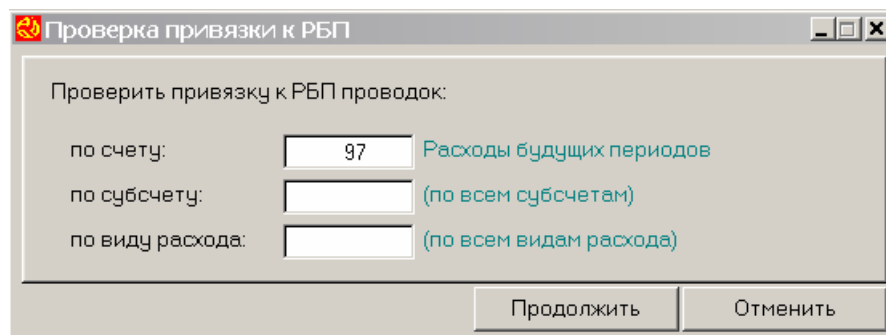 Проверка привязки к РБП
Проверить привязку к РБП проводок:
по счету: 97 Расходы будущих периодов
по субсчету: (по всем субсчетам)
по виду расхода: (по всем видам расхода)
Продолжить Отменить